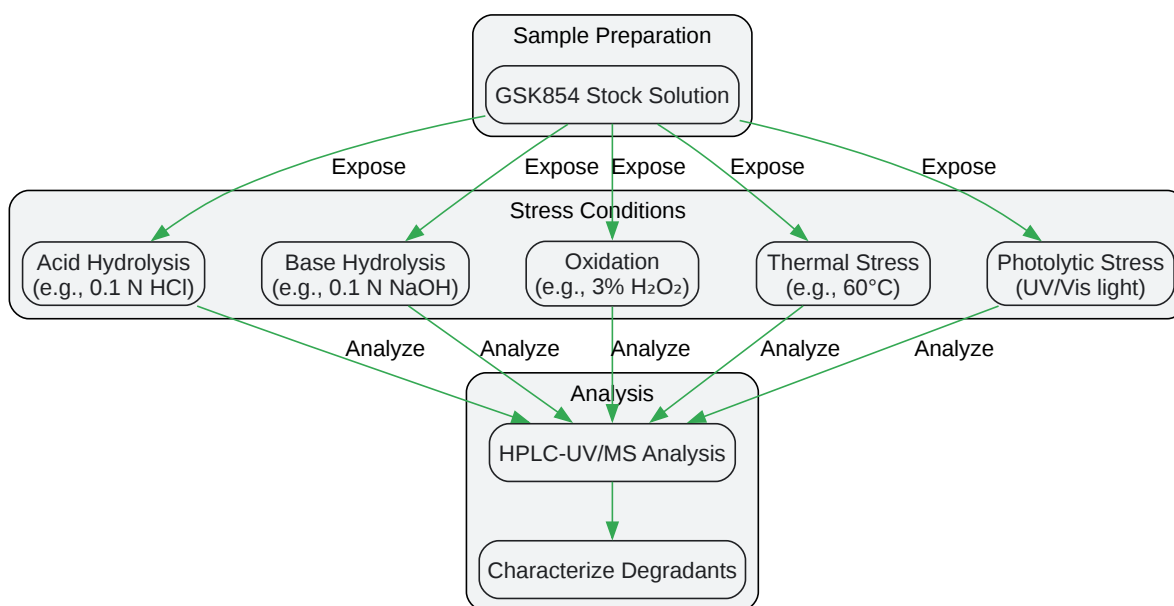 Sample Preparation
GSK854 Stock Solution
Expose
Expose
Expose
Expose
Expose
Stress Conditions
Acid Hydrolysis
(e.g., 0.1 N HCl)
Base Hydrolysis
(e.g., 0.1 N NaOH)
Oxidation
(e.g., 3% H₂O₂)
Thermal Stress
(e.g., 60°C)
Photolytic Stress
(UV/Vis light)
Analyze
Analyze
Analyze
Analyze
Analyze
Analysis
HPLC-UV/MS Analysis
Characterize Degradants